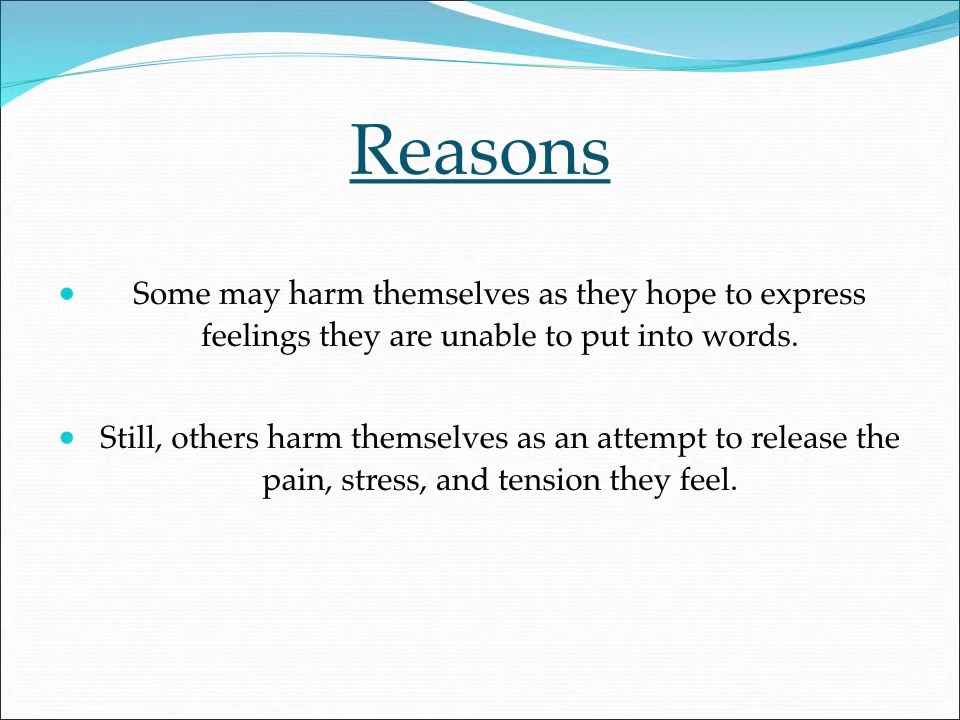 Reasons
• Some may harm themselves as they hope to express
feelings they are unable to put into words.
• Still, others harm themselves as an attempt to release the
pain, stress, and tension they feel.